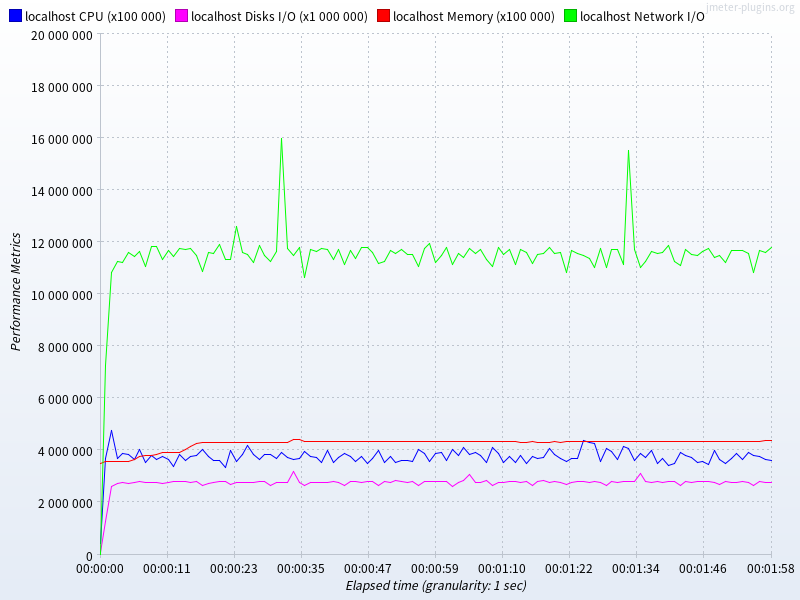 jmeter-plugins.org
localhost CPU (x100 000) localhost Disks I/O (x1 000 000) localhost Memory (x100 000) localhost Network I/O
20 000 000
18 000 000
16 000 000
14 000 000
12 000 000
10 000 000
8 000 000
6 000 000
4 000 000
2 000 000
0
Performance Metrics
00:00:00 00:00:11 00:00:23 00:00:35 00:00:47 00:00:59 00:01:10 00:01:22 00:01:34 00:01:46 00:01:58
Elapsed time (granularity: 1 sec)